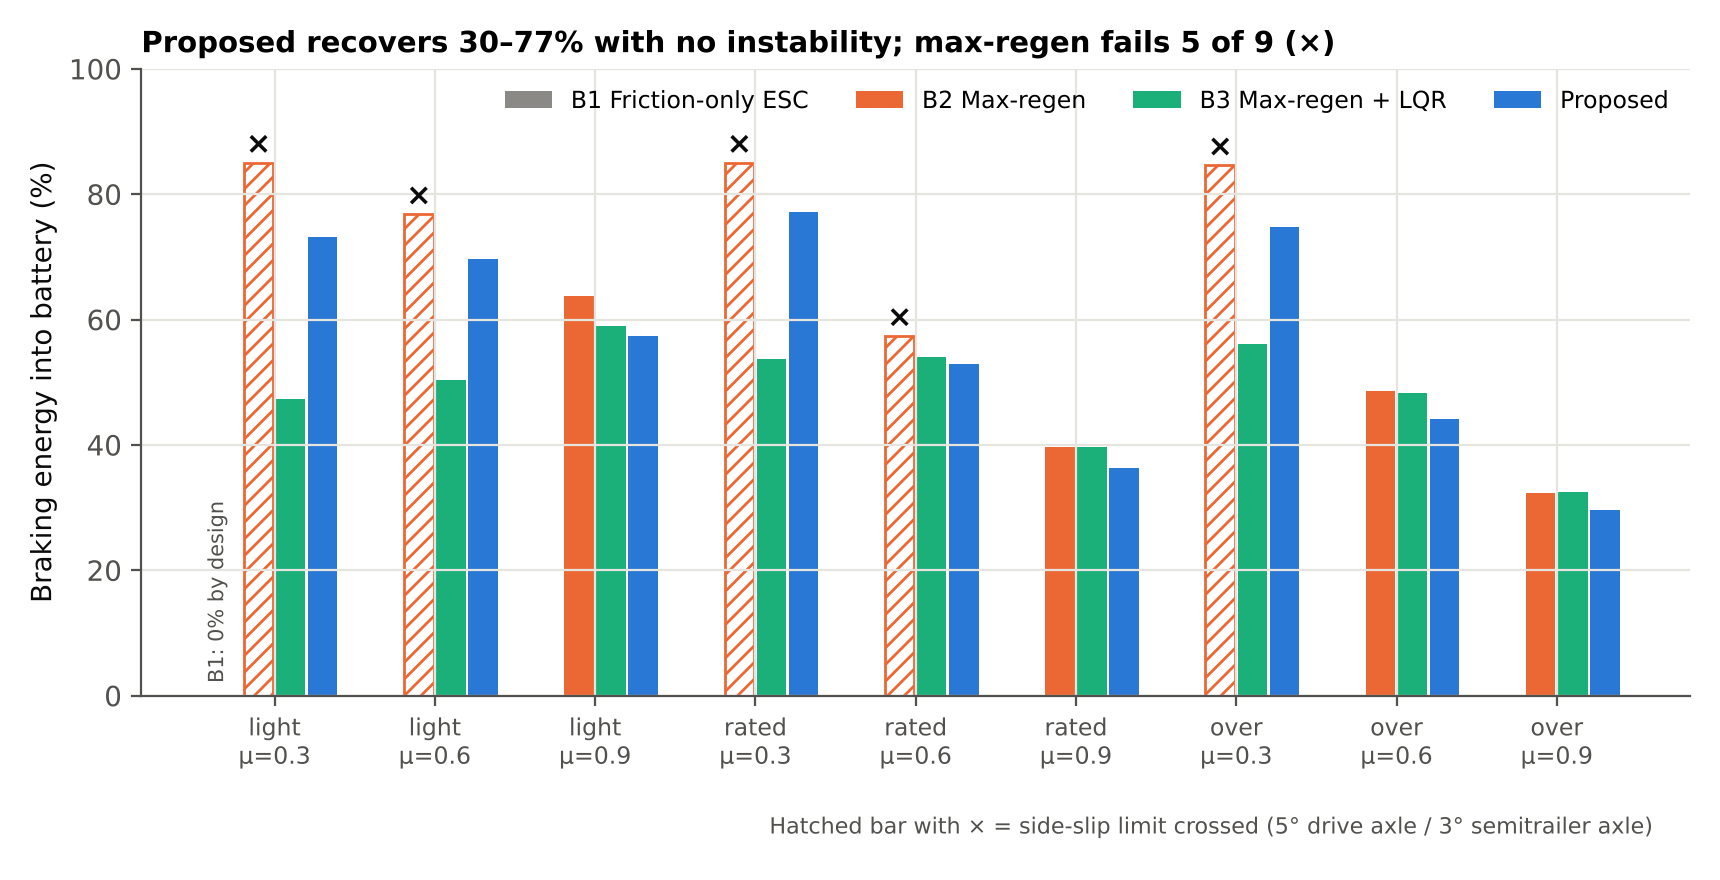 Proposed recovers 30–77% with no instability; max-regen fails 5 of 9 (×)
B1 Friction-only ESC
B2 Max-regen
B3 Max-regen + LQR
Proposed
Braking energy into battery (%)
100
80
60
40
20
0
B1: 0% by design
×
×
×
×
×
light
μ=0.3
light
μ=0.6
light
μ=0.9
rated
μ=0.3
rated
μ=0.6
rated
μ=0.9
over
μ=0.3
over
μ=0.6
over
μ=0.9
Hatched bar with × = side-slip limit crossed (5° drive axle / 3° semitrailer axle)